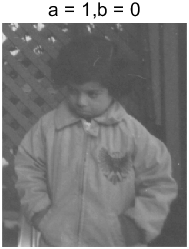 a = 1,b = 0